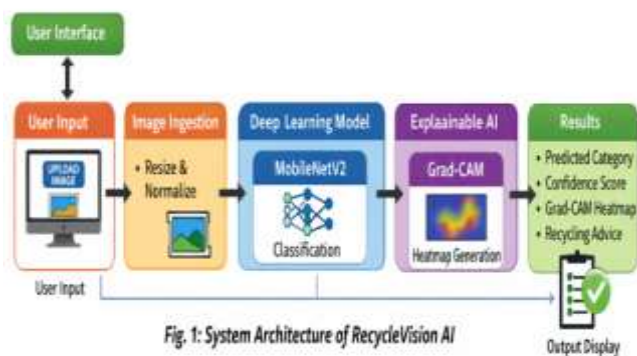 User Interface
User Input
UPLOAD
IMAGE
User Input
Image Ingestion
• Resize &
Normalize
Deep Learning Model
MobileNetV2
Classification
Explaainable AI
Grad-CAM
Heatmap Generation
Results
• Predicted Category
• Confidence Score
• Grad-CAM Heatmap
• Recycling Advice
Output Display
Fig. 1: System Architecture of RecycleVision AI